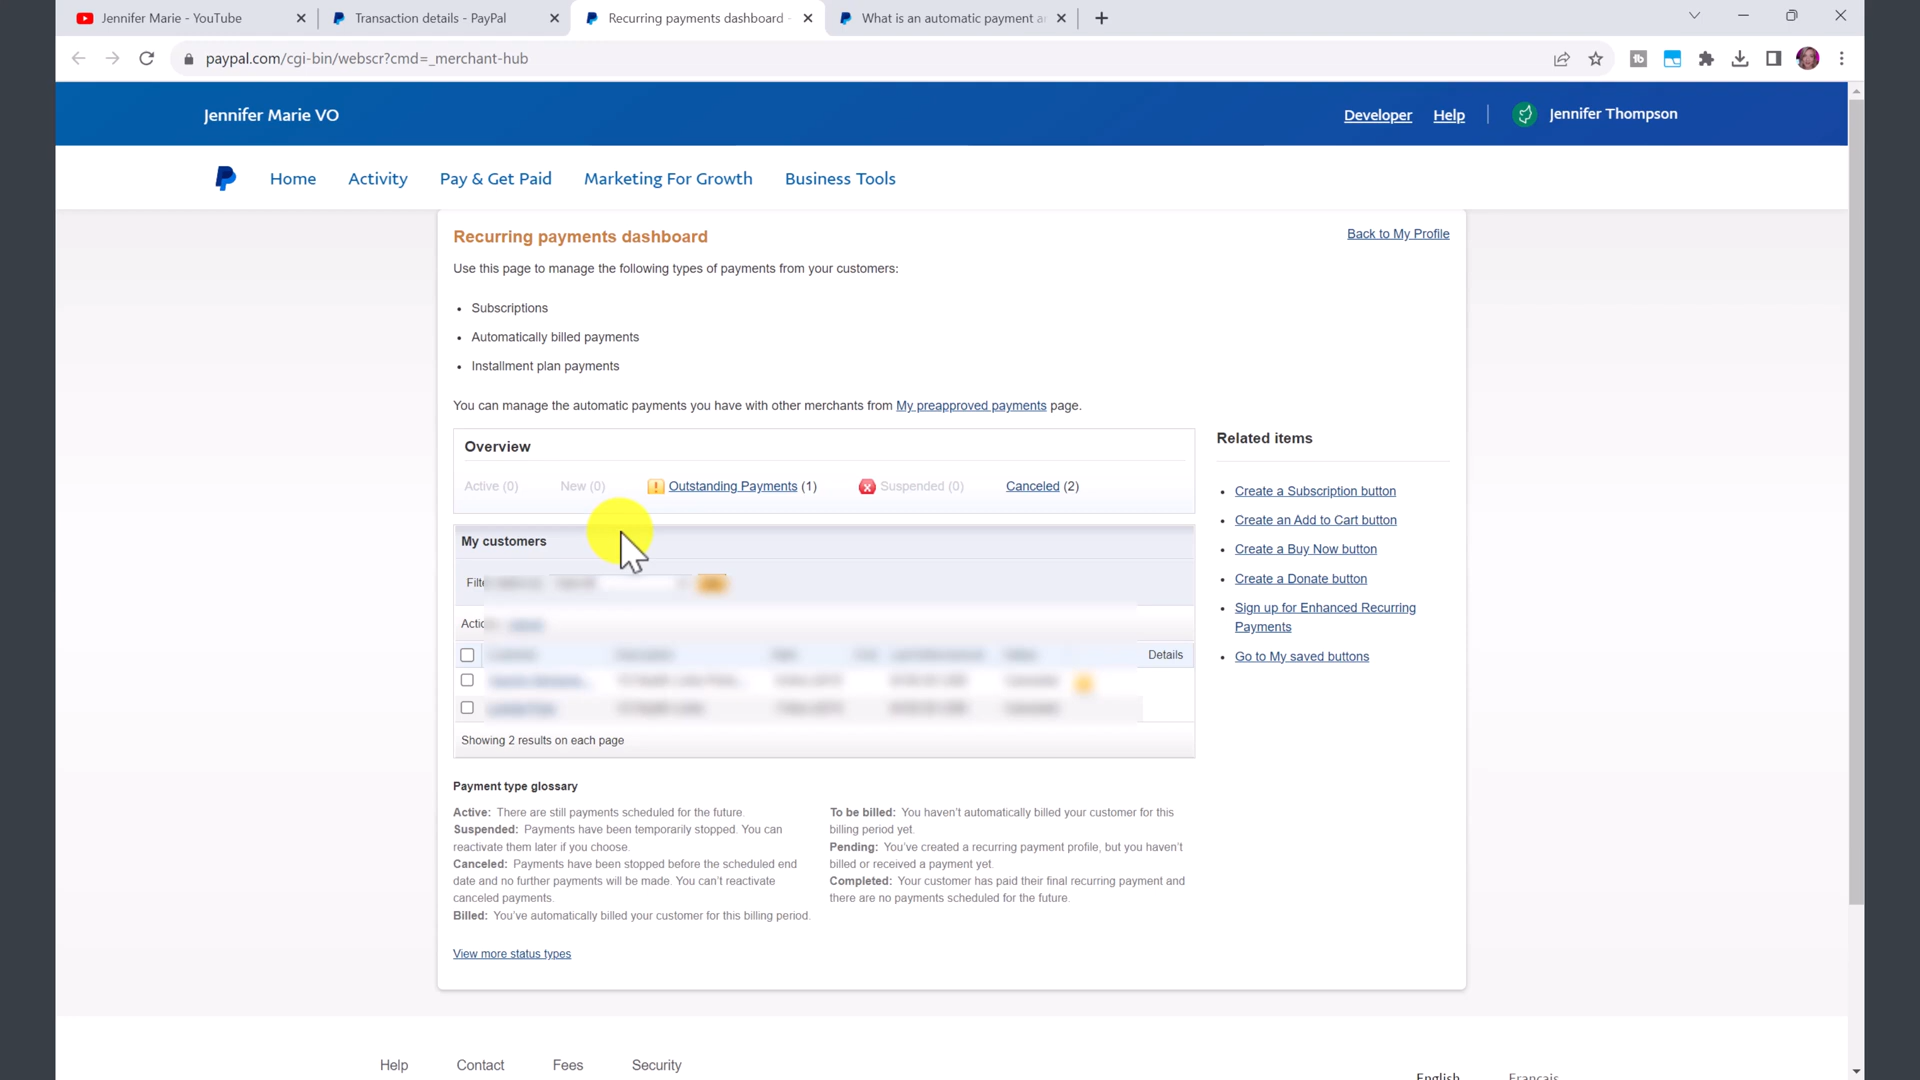 Jennifer Marie - YouTube
Transaction details - PayPal
Recurring payments dashboard -
What is an automatic payment a
paypal.com/cgi-bin/webscr?cmd=_merchant-hub
Jennifer Marie VO
Developer
Help
Jennifer Thompson
Home
Activity
Pay & Get Paid
Marketing For Growth
Business Tools
Recurring payments dashboard
Back to My Profile
Use this page to manage the following types of payments from your customers:
Subscriptions
Automatically billed payments
Installment plan payments
You can manage the automatic payments you have with other merchants from My preapproved payments page.
Overview
Active (0)
New (0)
Outstanding Payments (1)
Suspended (0)
Canceled (2)
My customers
Details
Showing 2 results on each page
Related items
Create a Subscription button
Create an Add to Cart button
Create a Buy Now button
Create a Donate button
Sign up for Enhanced Recurring
Payments
Go to My saved buttons
Payment type glossary
Active: There are still payments scheduled for the future.
Suspended: Payments have been temporarily stopped. You can
reactivate them later if you choose.
Canceled: Payments have been stopped before the scheduled end
date and no further payments will be made. You can't reactivate
canceled payments.
Billed: You've automatically billed your customer for this billing period.
To be billed: You haven't automatically billed your customer for this
billing period yet.
Pending: You've created a recurring payment profile, but you haven't
billed or received a payment yet.
Completed: Your customer has paid their final recurring payment and
there are no payments scheduled for the future.
View more status types
Help
Contact
Fees
Security
English
Français